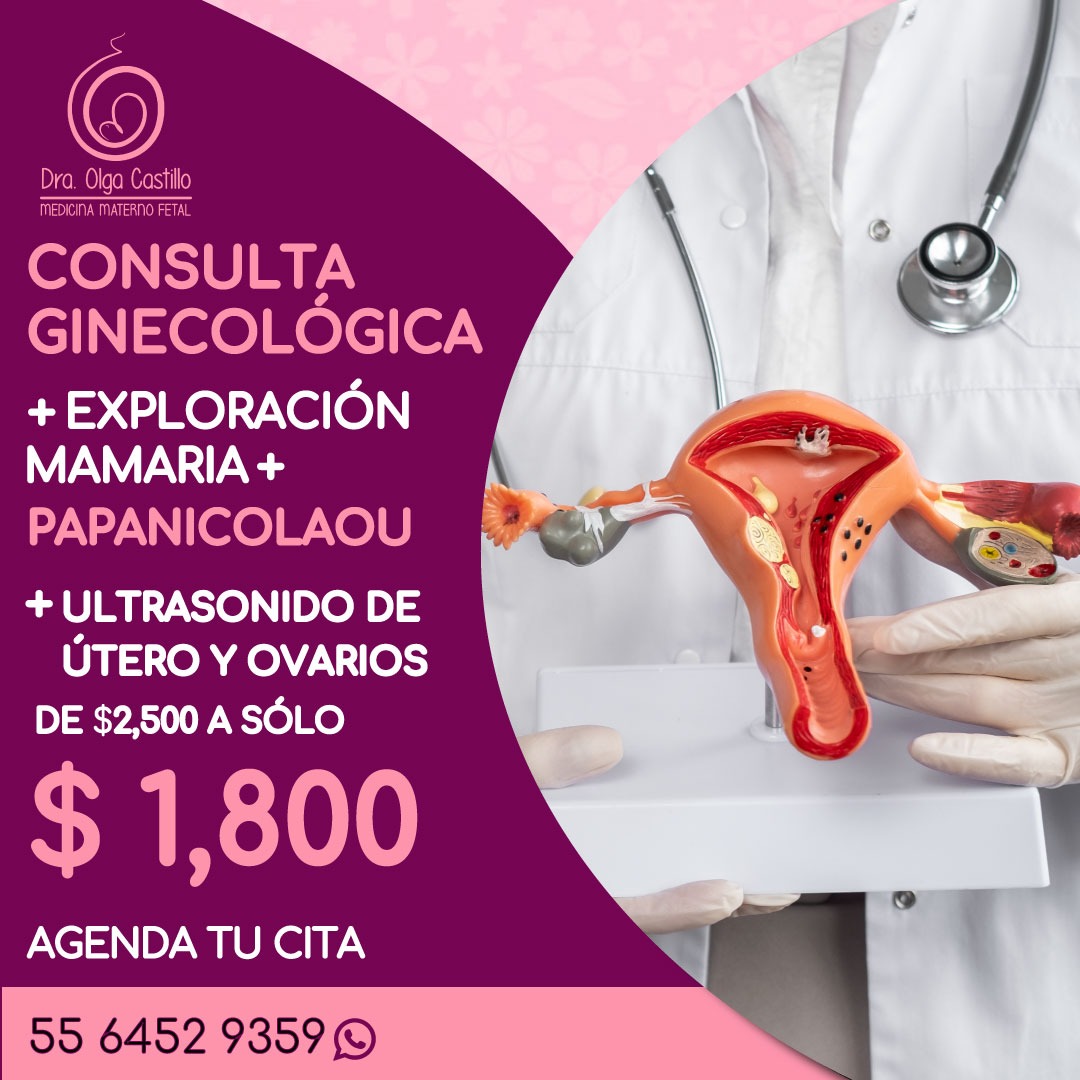 Dra. Olga Castillo
MEDICINA MATERNO FETAL
CONSULTA
GINECOLÓGICA
+ EXPLORACIÓN
MAMARIA +
PAPANICOLAOU
+ ULTRASONIDO DE
ÚTERO Y OVARIOS
DE $2,500 A SÓLO
$ 1,800
AGENDA TU CITA
55 6452 9359